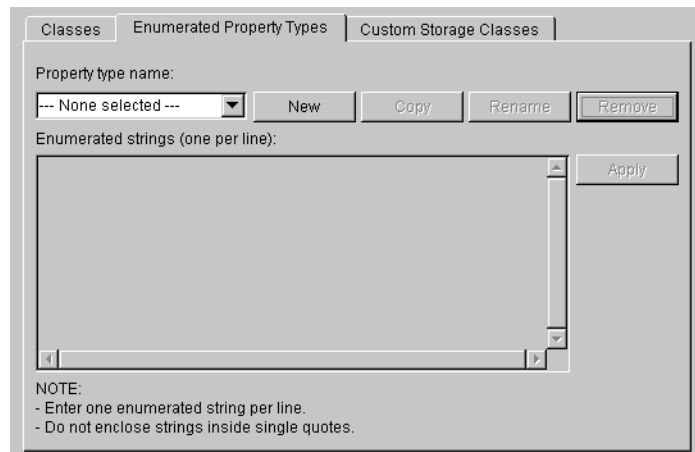 Classes Enumerated Property Types Custom Storage Classes
Property type name:
--- None selected --- New Copy Rename Remove
Enumerated strings (one per line):
Apply
NOTE:
- Enter one enumerated string per line.
- Do not enclose strings inside single quotes.